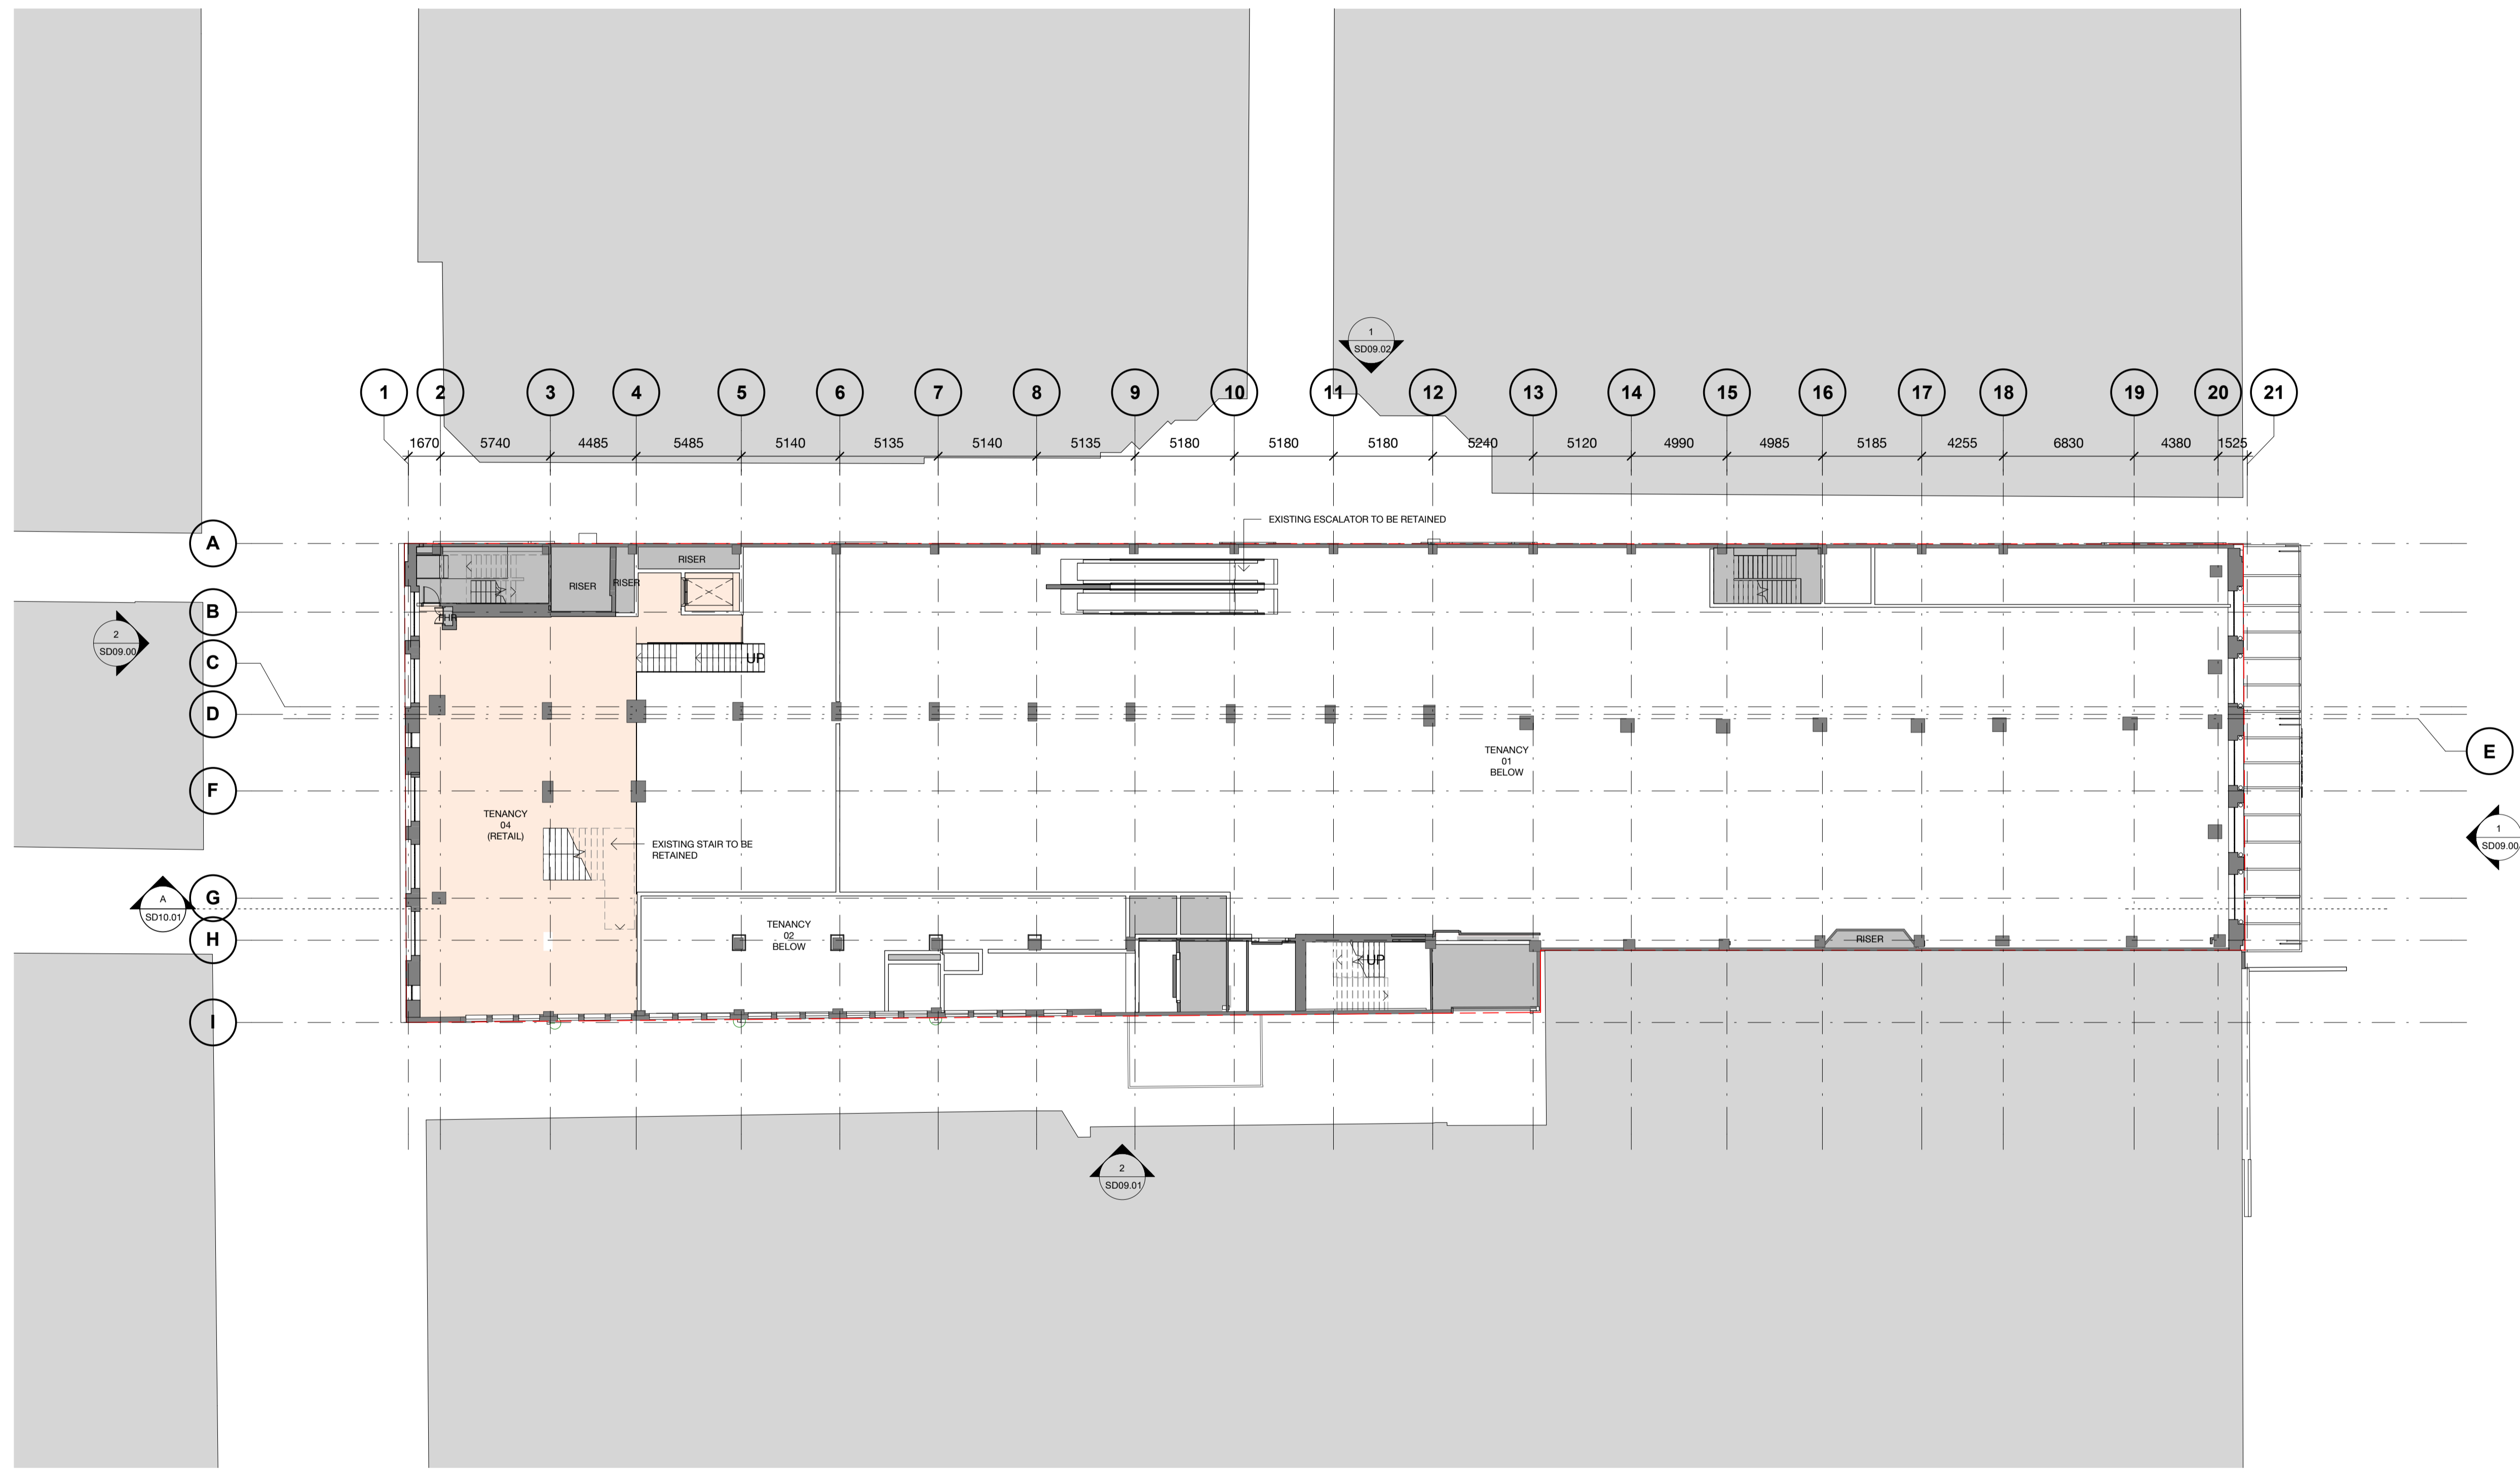 1
SD09.02
1
2
3
4
5
6
7
8
9
10
11
12
13
14
15
16
17
18
19
20
21
1670
5740
4485
5485
5140
5135
5140
5135
5180
5180
5180
5240
5120
4990
4985
5185
4255
6830
4380
1525
EXISTING ESCALATOR TO BE RETAINED
A
RISER
RISER
RISER
B
FHR
2
SD09.00
C
UP
D
TENANCY
01
BELOW
E
F
TENANCY
04
(RETAIL)
EXISTING STAIR TO BE
RETAINED
1
SD09.00
A
SD10.01
G
TENANCY
02
BELOW
H
RISER
UP
I
2
SD09.01